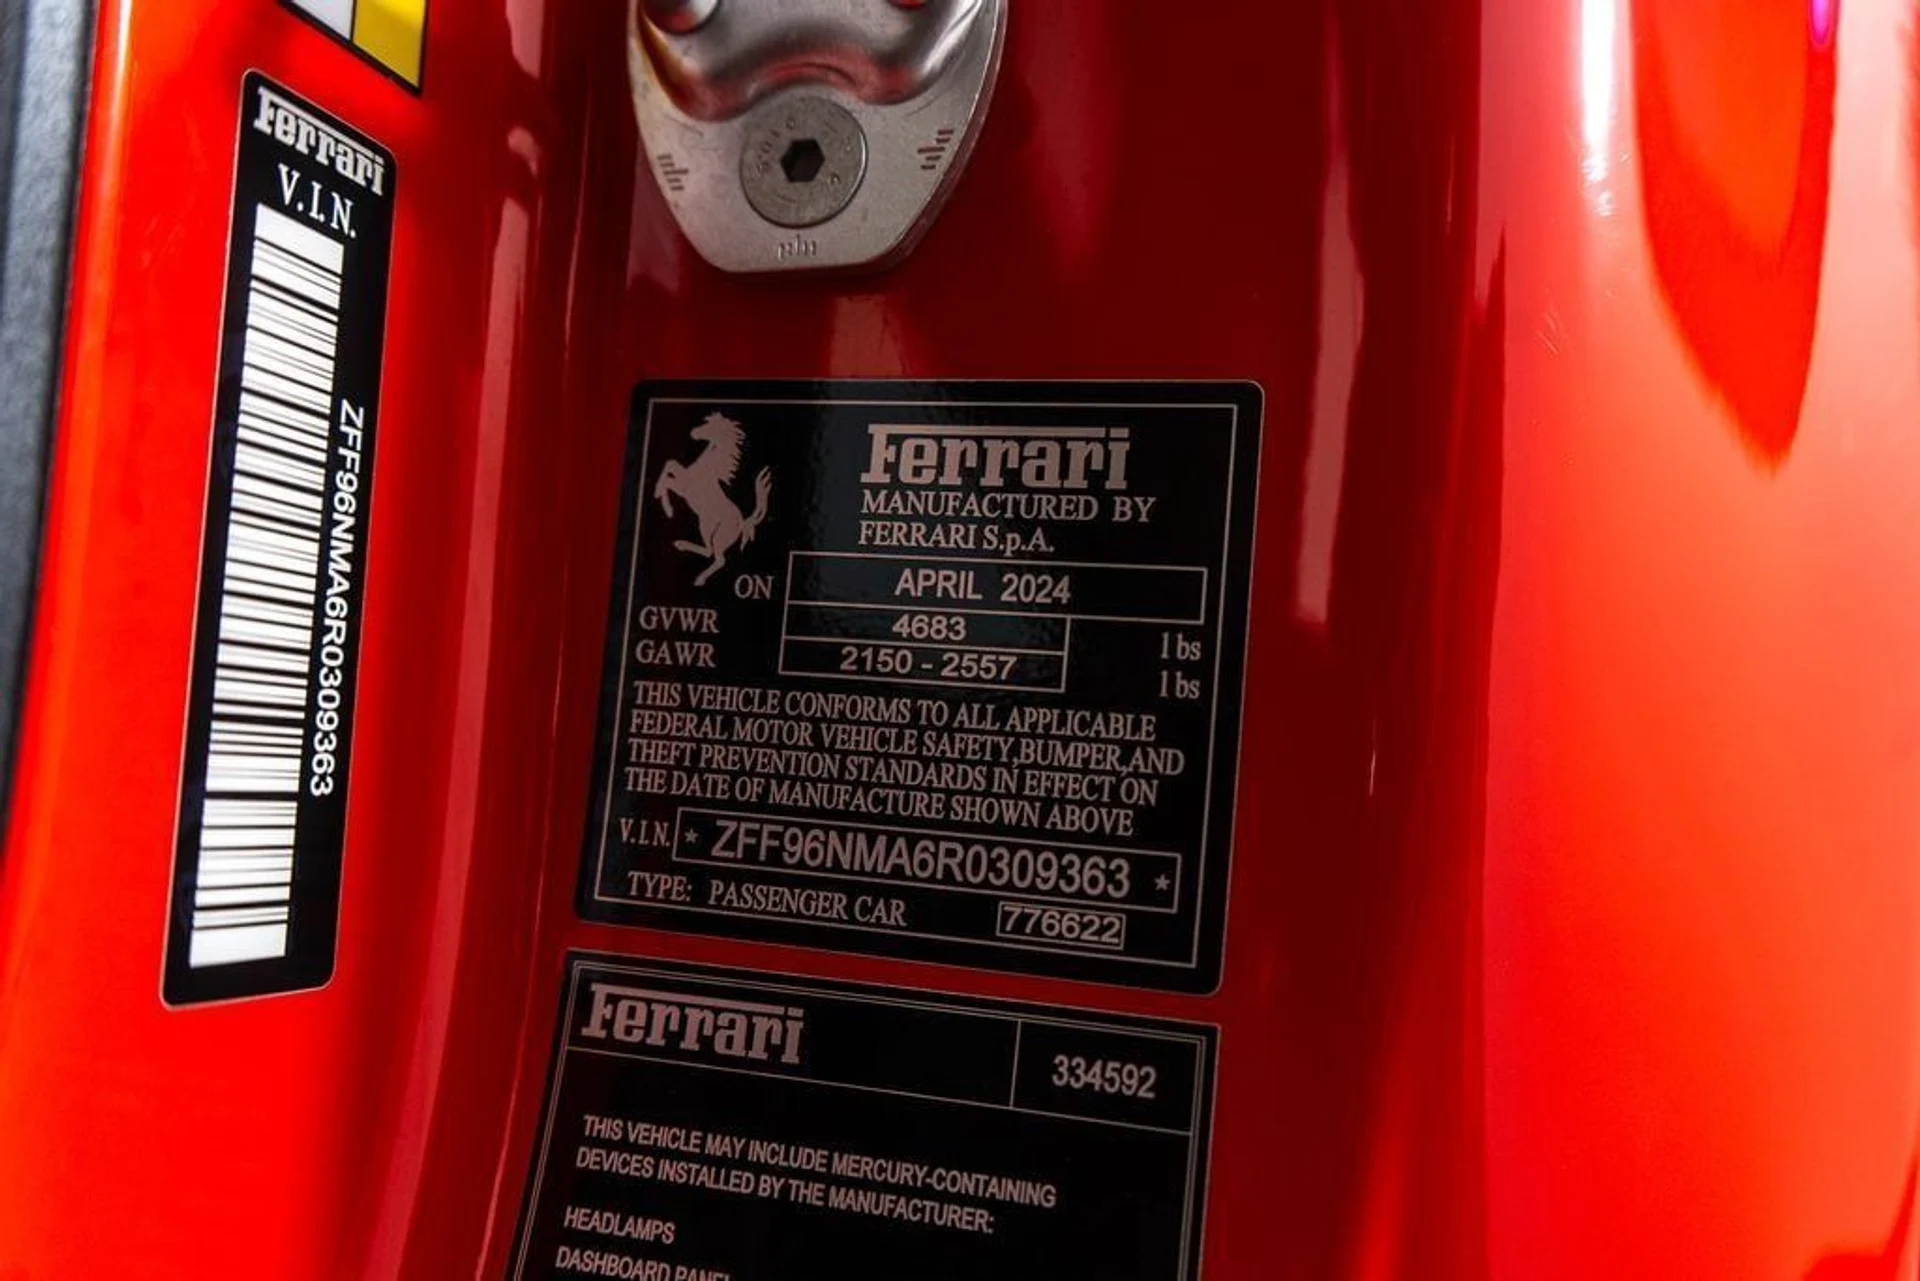 Ferrari
V.I.N.
ZFF96NMA6R0309363
Ferrari
MANUFACTURED BY
FERRARI S.p.A.
ON APRIL 2024
GVWR 4683 lbs
GAWR 2150 - 2557 lbs
THIS VEHICLE CONFORMS TO ALL APPLICABLE
FEDERAL MOTOR VEHICLE SAFETY,BUMPER,AND
THEFT PREVENTION STANDARDS IN EFFECT ON
THE DATE OF MANUFACTURE SHOWN ABOVE
V.I.N. * ZFF96NMA6R0309363 *
TYPE: PASSENGER CAR 776622
Ferrari 334592
THIS VEHICLE MAY INCLUDE MERCURY-CONTAINING
DEVICES INSTALLED BY THE MANUFACTURER:
HEADLAMPS
DASHBOARD